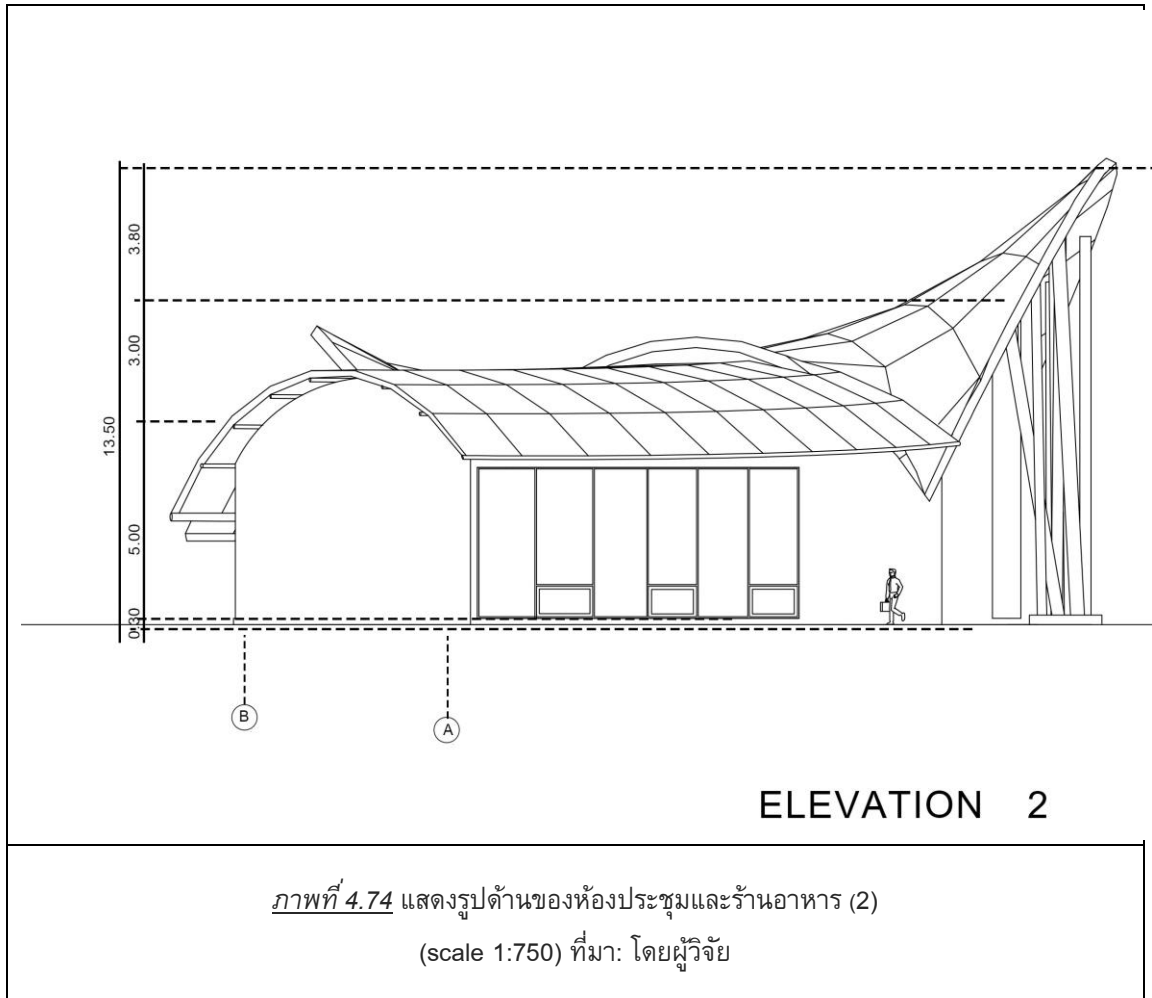 3.80
3.00
13.50
5.00
0.30
B
A
ELEVATION 2
ภาพที่ 4.74 แสดงรูปด้านของห้องประชุมและร้านอาหาร (2)
(scale 1:750) ที่มา: โดยผู้วิจัย